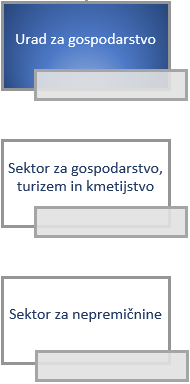 Urad za gospodarstvo
Sektor za gospodarstvo,
turizem in kmetijstvo
Sektor za nepremičnine